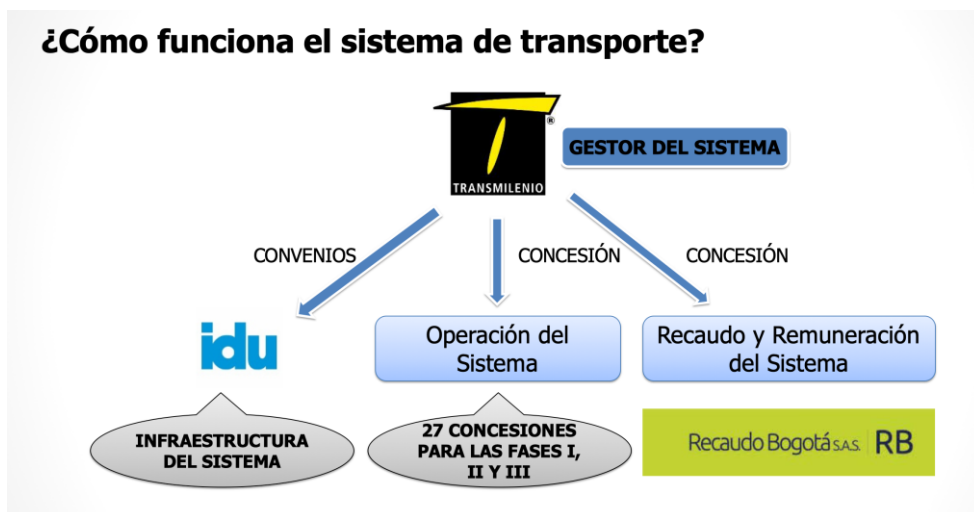 ¿Cómo funciona el sistema de transporte?
®
TRANSMILENIO
GESTOR DEL SISTEMA
CONVENIOS
CONCESIÓN
CONCESIÓN
idu
Operación del
Sistema
Recaudo y Remuneración
del Sistema
INFRAESTRUCTURA
DEL SISTEMA
27 CONCESIONES
PARA LAS FASES I,
II Y III
Recaudo Bogotá S.A.S. RB